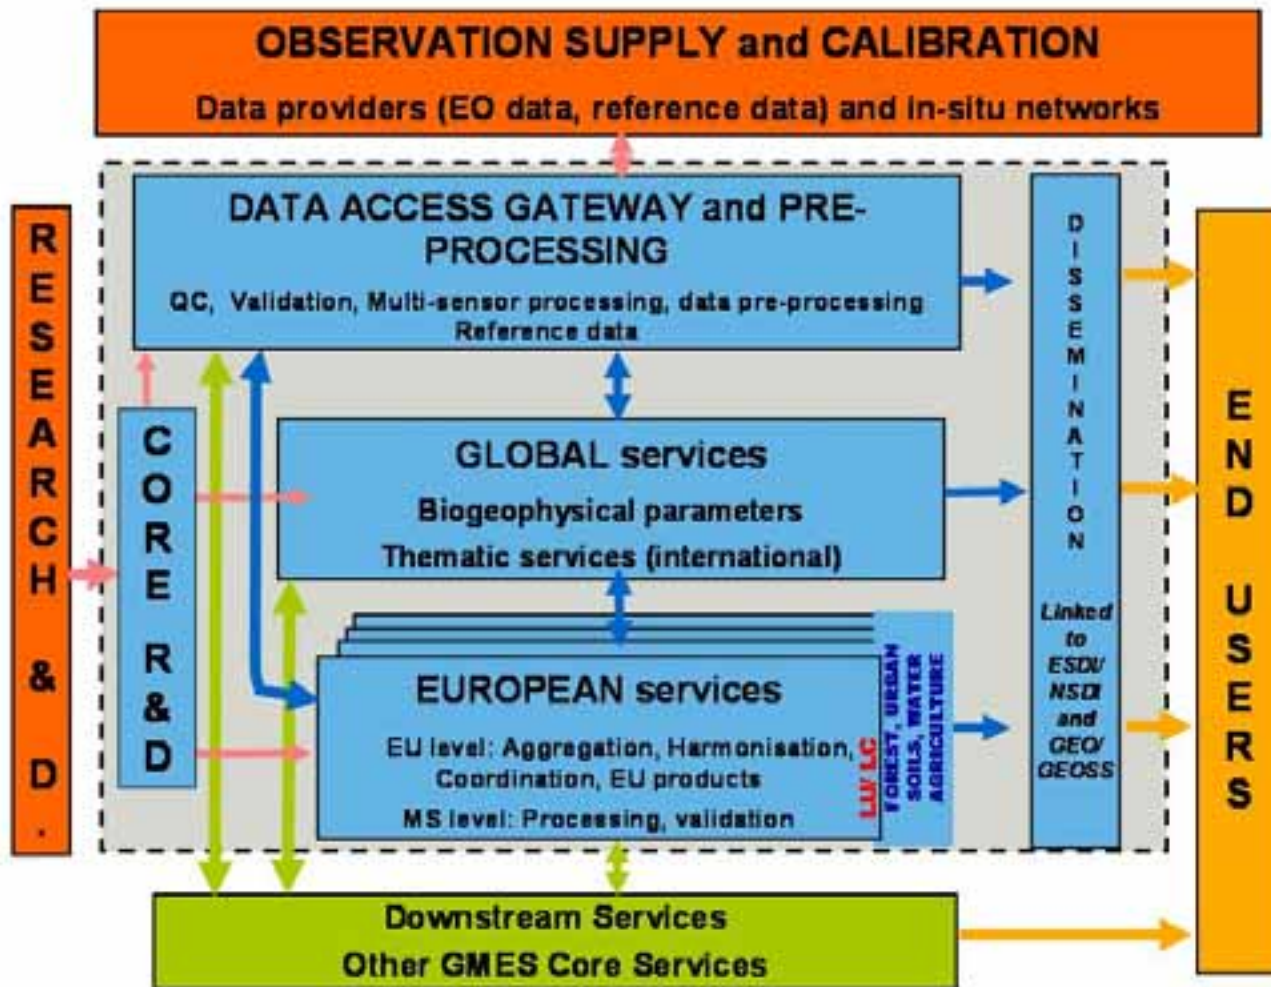 OBSERVATION SUPPLY and CALIBRATION
Data providers (EO data, reference data) and in-situ networks
RESEARCH & D.
DATA ACCESS GATEWAY and PRE-
PROCESSING
QC, Validation, Multi-sensor processing, data pre-processing
Reference data
CORE R&D
GLOBAL services
Biogeophysical parameters
Thematic services (international)
EUROPEAN services
EU level: Aggregation, Harmonisation,
Coordination, EU products
MS level: Processing, validation
LU/ LC
FOREST, URBAN
SOILS, WATER
AGRICULTURE
DISSEMINATION
Linked
to
ESDI/
NSDI
and
GEO/
GEOSS
END USERS
Downstream Services
Other GMES Core Services